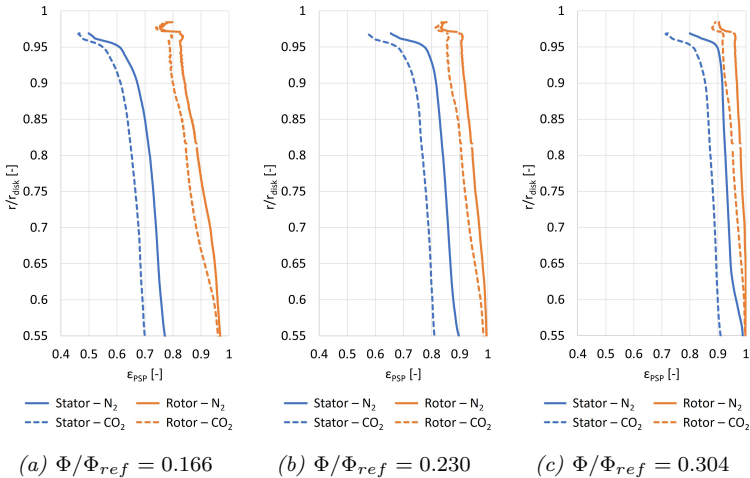 1 1 1
0.95 0.95 0.95
0.9 0.9 0.9
0.85 0.85 0.85
0.8 0.8 0.8
0.75 0.75 0.75
0.7 0.7 0.7
0.65 0.65 0.65
0.6 0.6 0.6
0.55 0.55 0.55
r/r_disk [-] r/r_disk [-] r/r_disk [-]
0.4 0.5 0.6 0.7 0.8 0.9 1 0.4 0.5 0.6 0.7 0.8 0.9 1 0.4 0.5 0.6 0.7 0.8 0.9 1
ε_PSP [-] ε_PSP [-] ε_PSP [-]
Stator – N₂ Rotor – N₂ Stator – N₂ Rotor – N₂ Stator – N₂ Rotor – N₂
Stator – CO₂ Rotor – CO₂ Stator – CO₂ Rotor – CO₂ Stator – CO₂ Rotor – CO₂
(a) Φ/Φ_ref = 0.166 (b) Φ/Φ_ref = 0.230 (c) Φ/Φ_ref = 0.304